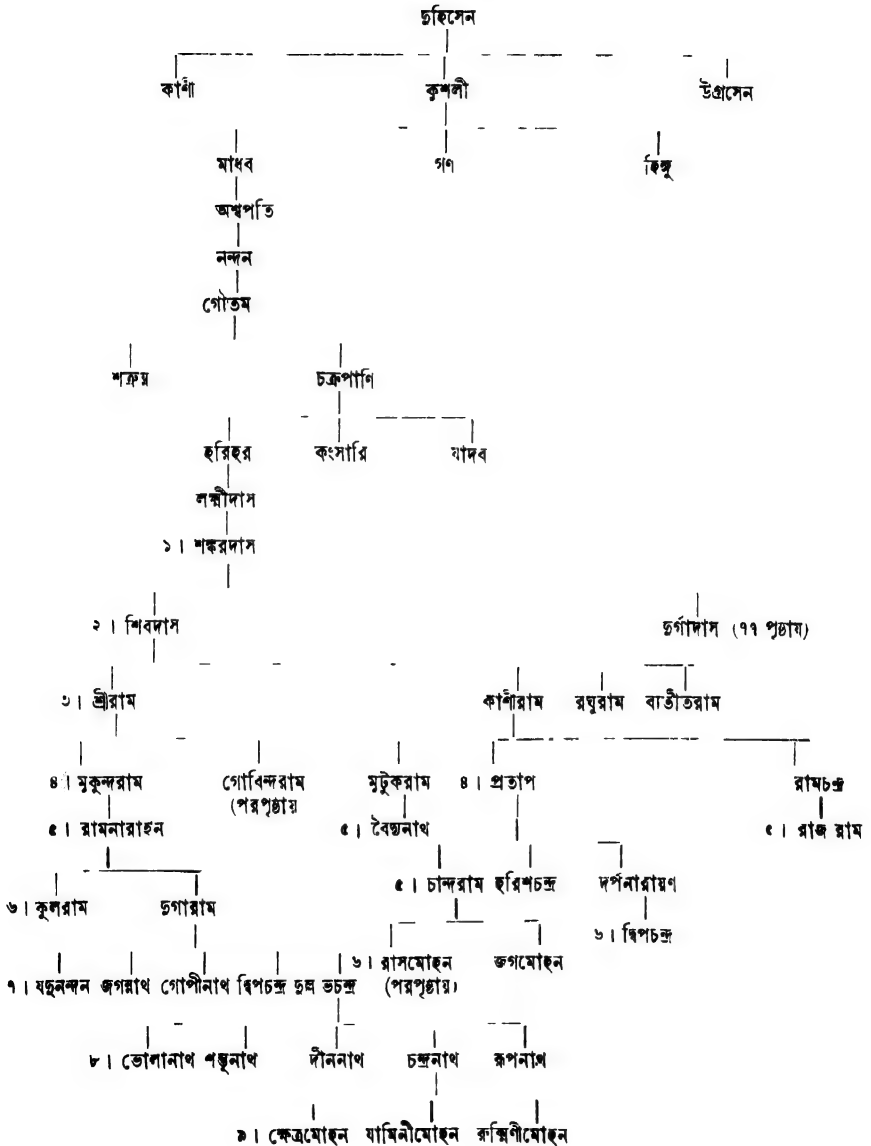 দুহিসেন
কাশী কুশলী উগ্রসেন
মাধব গণ হিঙ্গু
অশ্বপতি
নন্দন
গৌতম
শত্রুঘ্ন চক্রপাণি
হরিহর কংসারি যাদব
লক্ষ্মীদাস
১। শঙ্করদাস
২। শিবদাস দুর্গাদাস (৭৭ পৃষ্ঠায়)
৩। শ্রীরাম কাশীরাম রঘুরাম বাতীতরাম
৪। মুকুন্দরাম গোবিন্দরাম মুটুকরাম ৪। প্রতাপ রামচন্দ্র
(পরপৃষ্ঠায়
৫। রামনারাহন ৫। বৈদ্যনাথ ৫। রাজ রাম
৫। চান্দরাম হরিশচন্দ্র দর্পনারায়ণ
৬। কুলরাম দুগারাম ৬। দ্বিপচন্দ্র
৬। রাসমোহন জগমোহন
৭। যদুনন্দন জগন্নাথ গোপীনাথ দ্বিপচন্দ্র দুল্ল ভচন্দ্র (পরপৃষ্ঠায়)
৮। ভোলানাথ শম্ভুনাথ দীননাথ চন্দ্রনাথ রূপনাথ
৯। ক্ষেত্রমোহন যামিনীমোহন রুক্মিণীমোহন